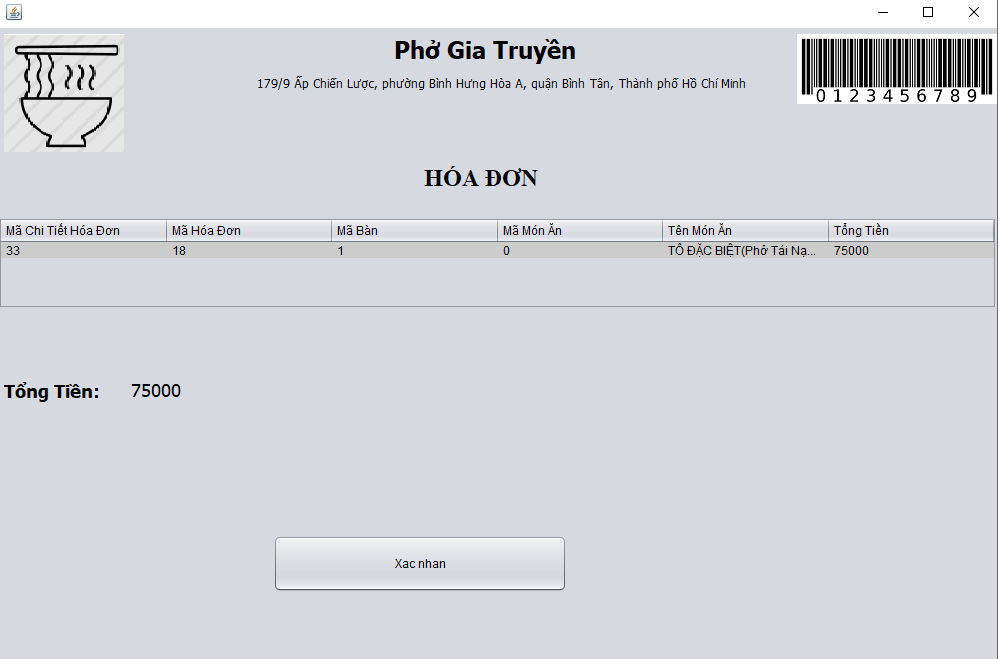 Phở Gia Truyền
179/9 Ấp Chiến Lược, phường Bình Hưng Hòa A, quận Bình Tân, Thành phố Hồ Chí Minh
0123456789
HÓA ĐƠN
Mã Chi Tiết Hóa Đơn Mã Hóa Đơn Mã Bàn Mã Món Ăn Tên Món Ăn Tổng Tiền
33 18 1 0 TÔ ĐẶC BIỆT(Phở Tái Nạ... 75000
Tổng Tiền: 75000
Xac nhan